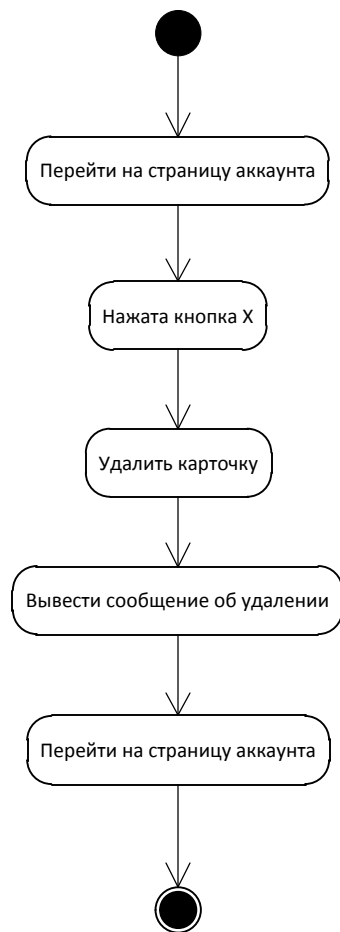 Перейти на страницу аккаунта
Нажата кнопка X
Удалить карточку
Вывести сообщение об удалении
Перейти на страницу аккаунта